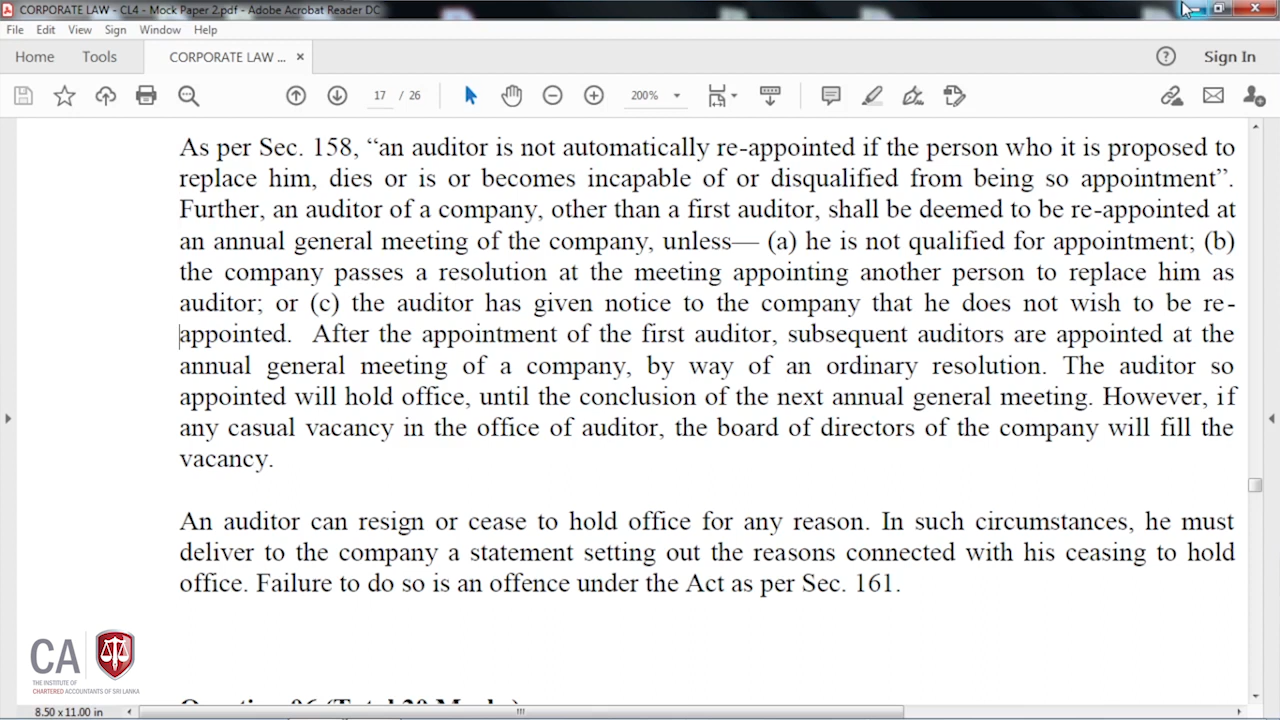 CORPORATE LAW - CL4 - Mock Paper 2.pdf - Adobe Acrobat Reader DC
File Edit View Sign Window Help
Home Tools CORPORATE LAW ... × Sign In
17 / 26 200%
As per Sec. 158, “an auditor is not automatically re-appointed if the person who it is proposed to
replace him, dies or is or becomes incapable of or disqualified from being so appointment”.
Further, an auditor of a company, other than a first auditor, shall be deemed to be re-appointed at
an annual general meeting of the company, unless— (a) he is not qualified for appointment; (b)
the company passes a resolution at the meeting appointing another person to replace him as
auditor; or (c) the auditor has given notice to the company that he does not wish to be re-
appointed. After the appointment of the first auditor, subsequent auditors are appointed at the
annual general meeting of a company, by way of an ordinary resolution. The auditor so
appointed will hold office, until the conclusion of the next annual general meeting. However, if
any casual vacancy in the office of auditor, the board of directors of the company will fill the
vacancy.
An auditor can resign or cease to hold office for any reason. In such circumstances, he must
deliver to the company a statement setting out the reasons connected with his ceasing to hold
office. Failure to do so is an offence under the Act as per Sec. 161.
CA
THE INSTITUTE OF
CHARTERED ACCOUNTANTS OF SRI LANKA
8.50 x 11.00 in